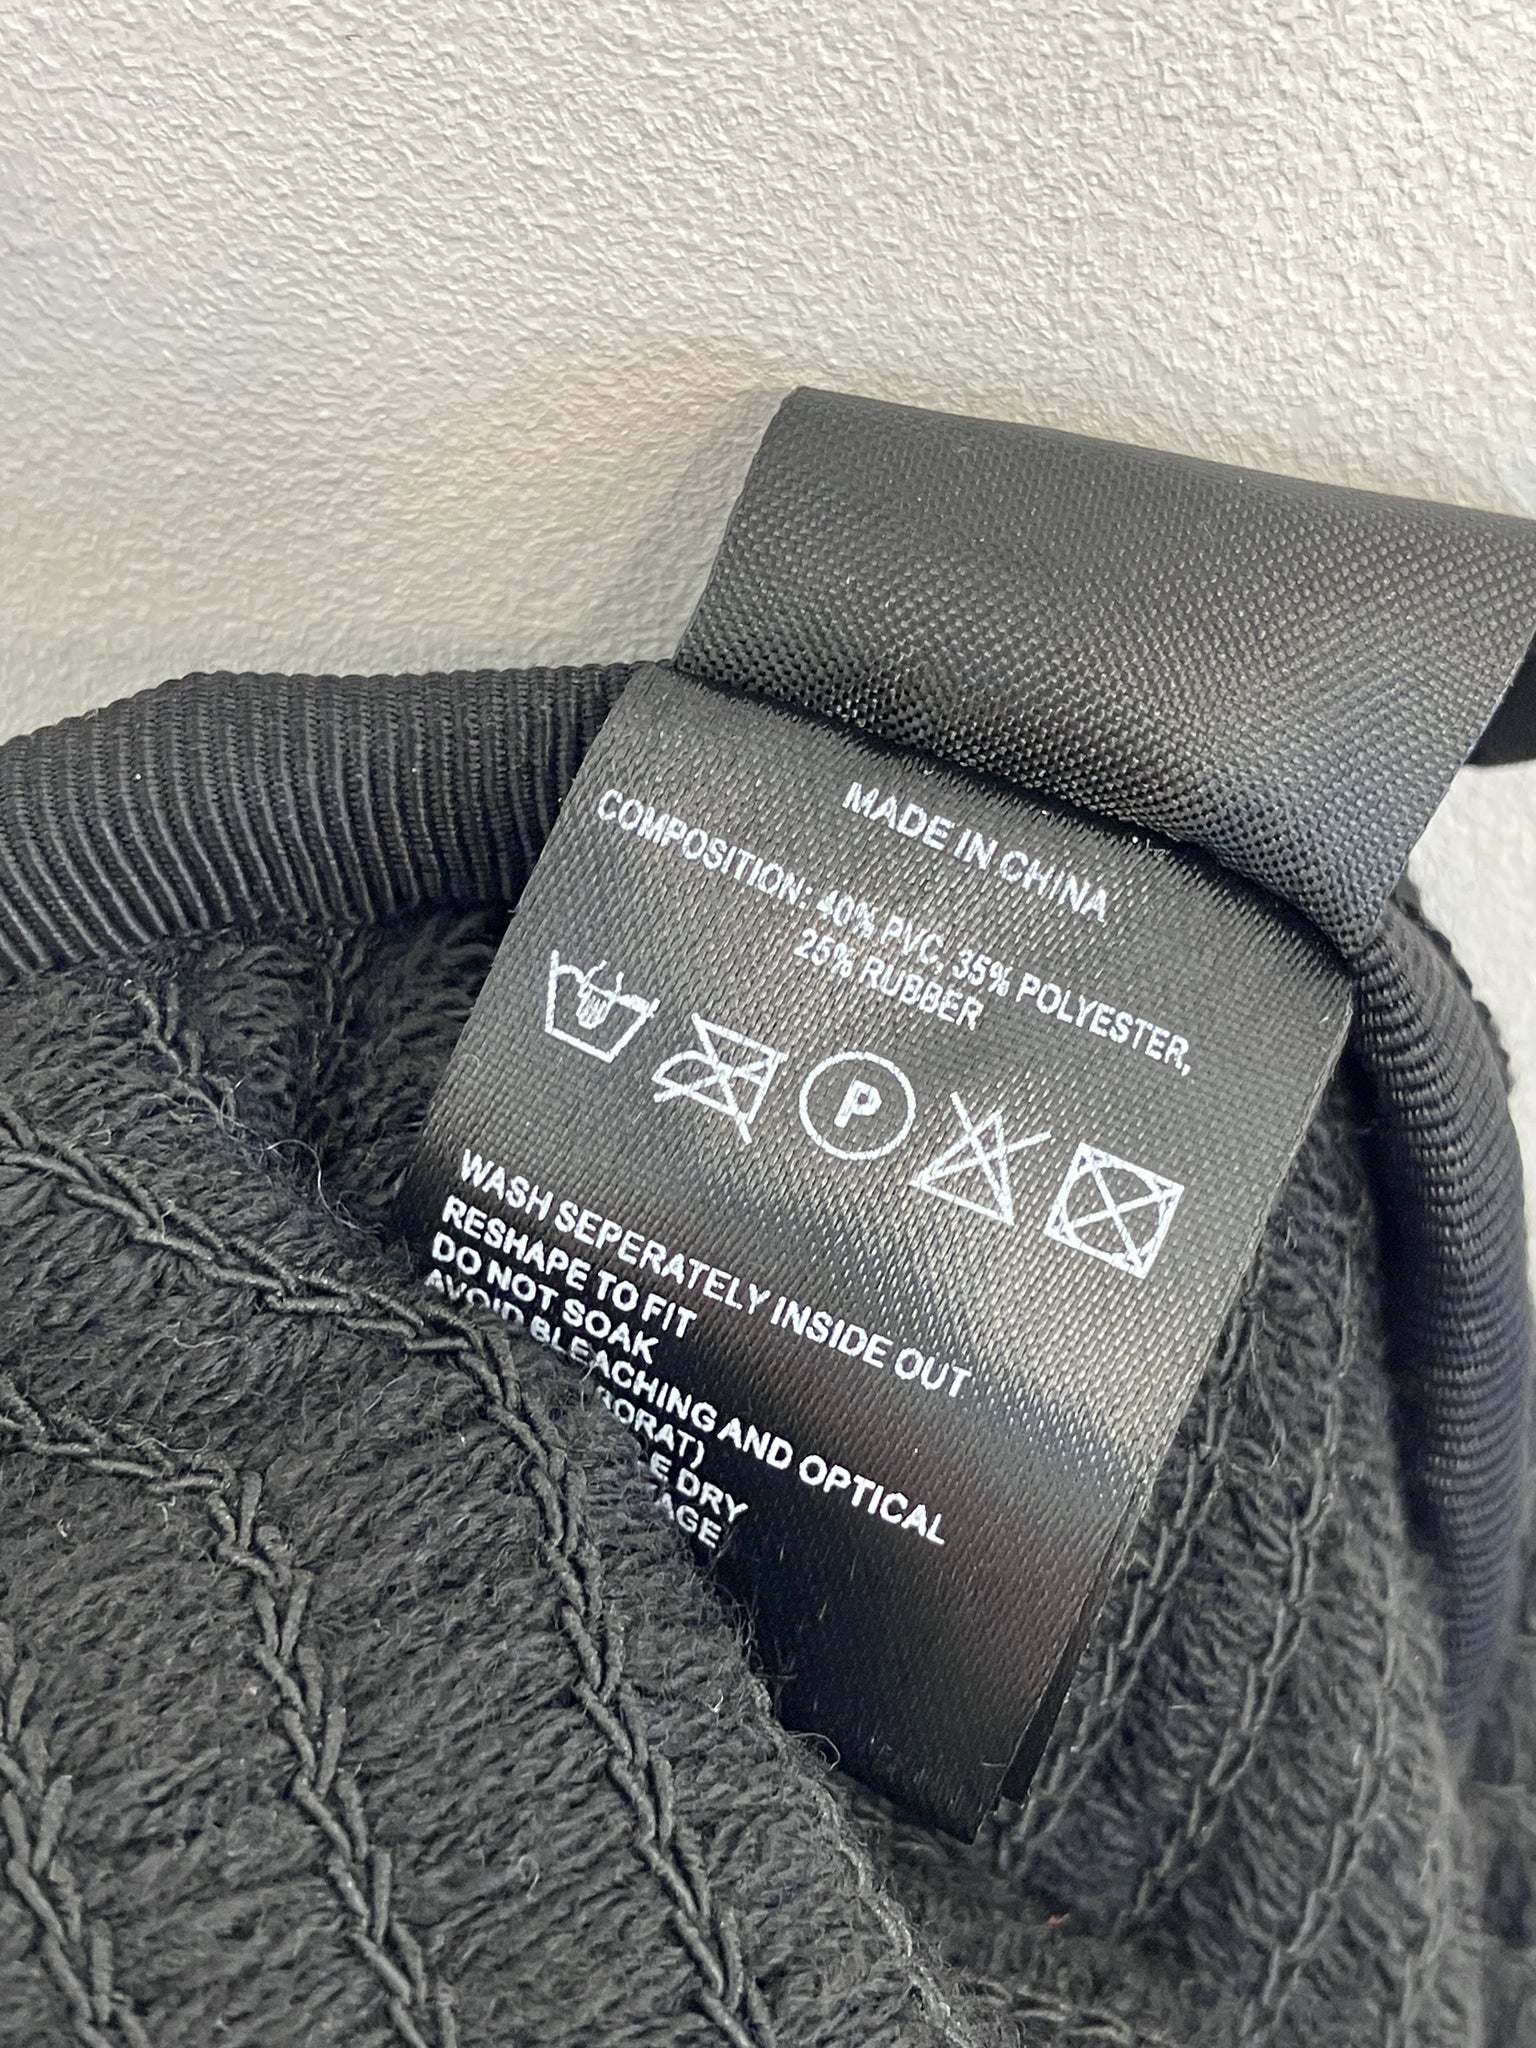 MADE IN CHINA
COMPOSITION: 40% PVC, 35% POLYESTER,
25% RUBBER
P
WASH SEPERATELY INSIDE OUT
RESHAPE TO FIT
DO NOT SOAK
AVOID BLEACHING AND OPTICAL
DRY